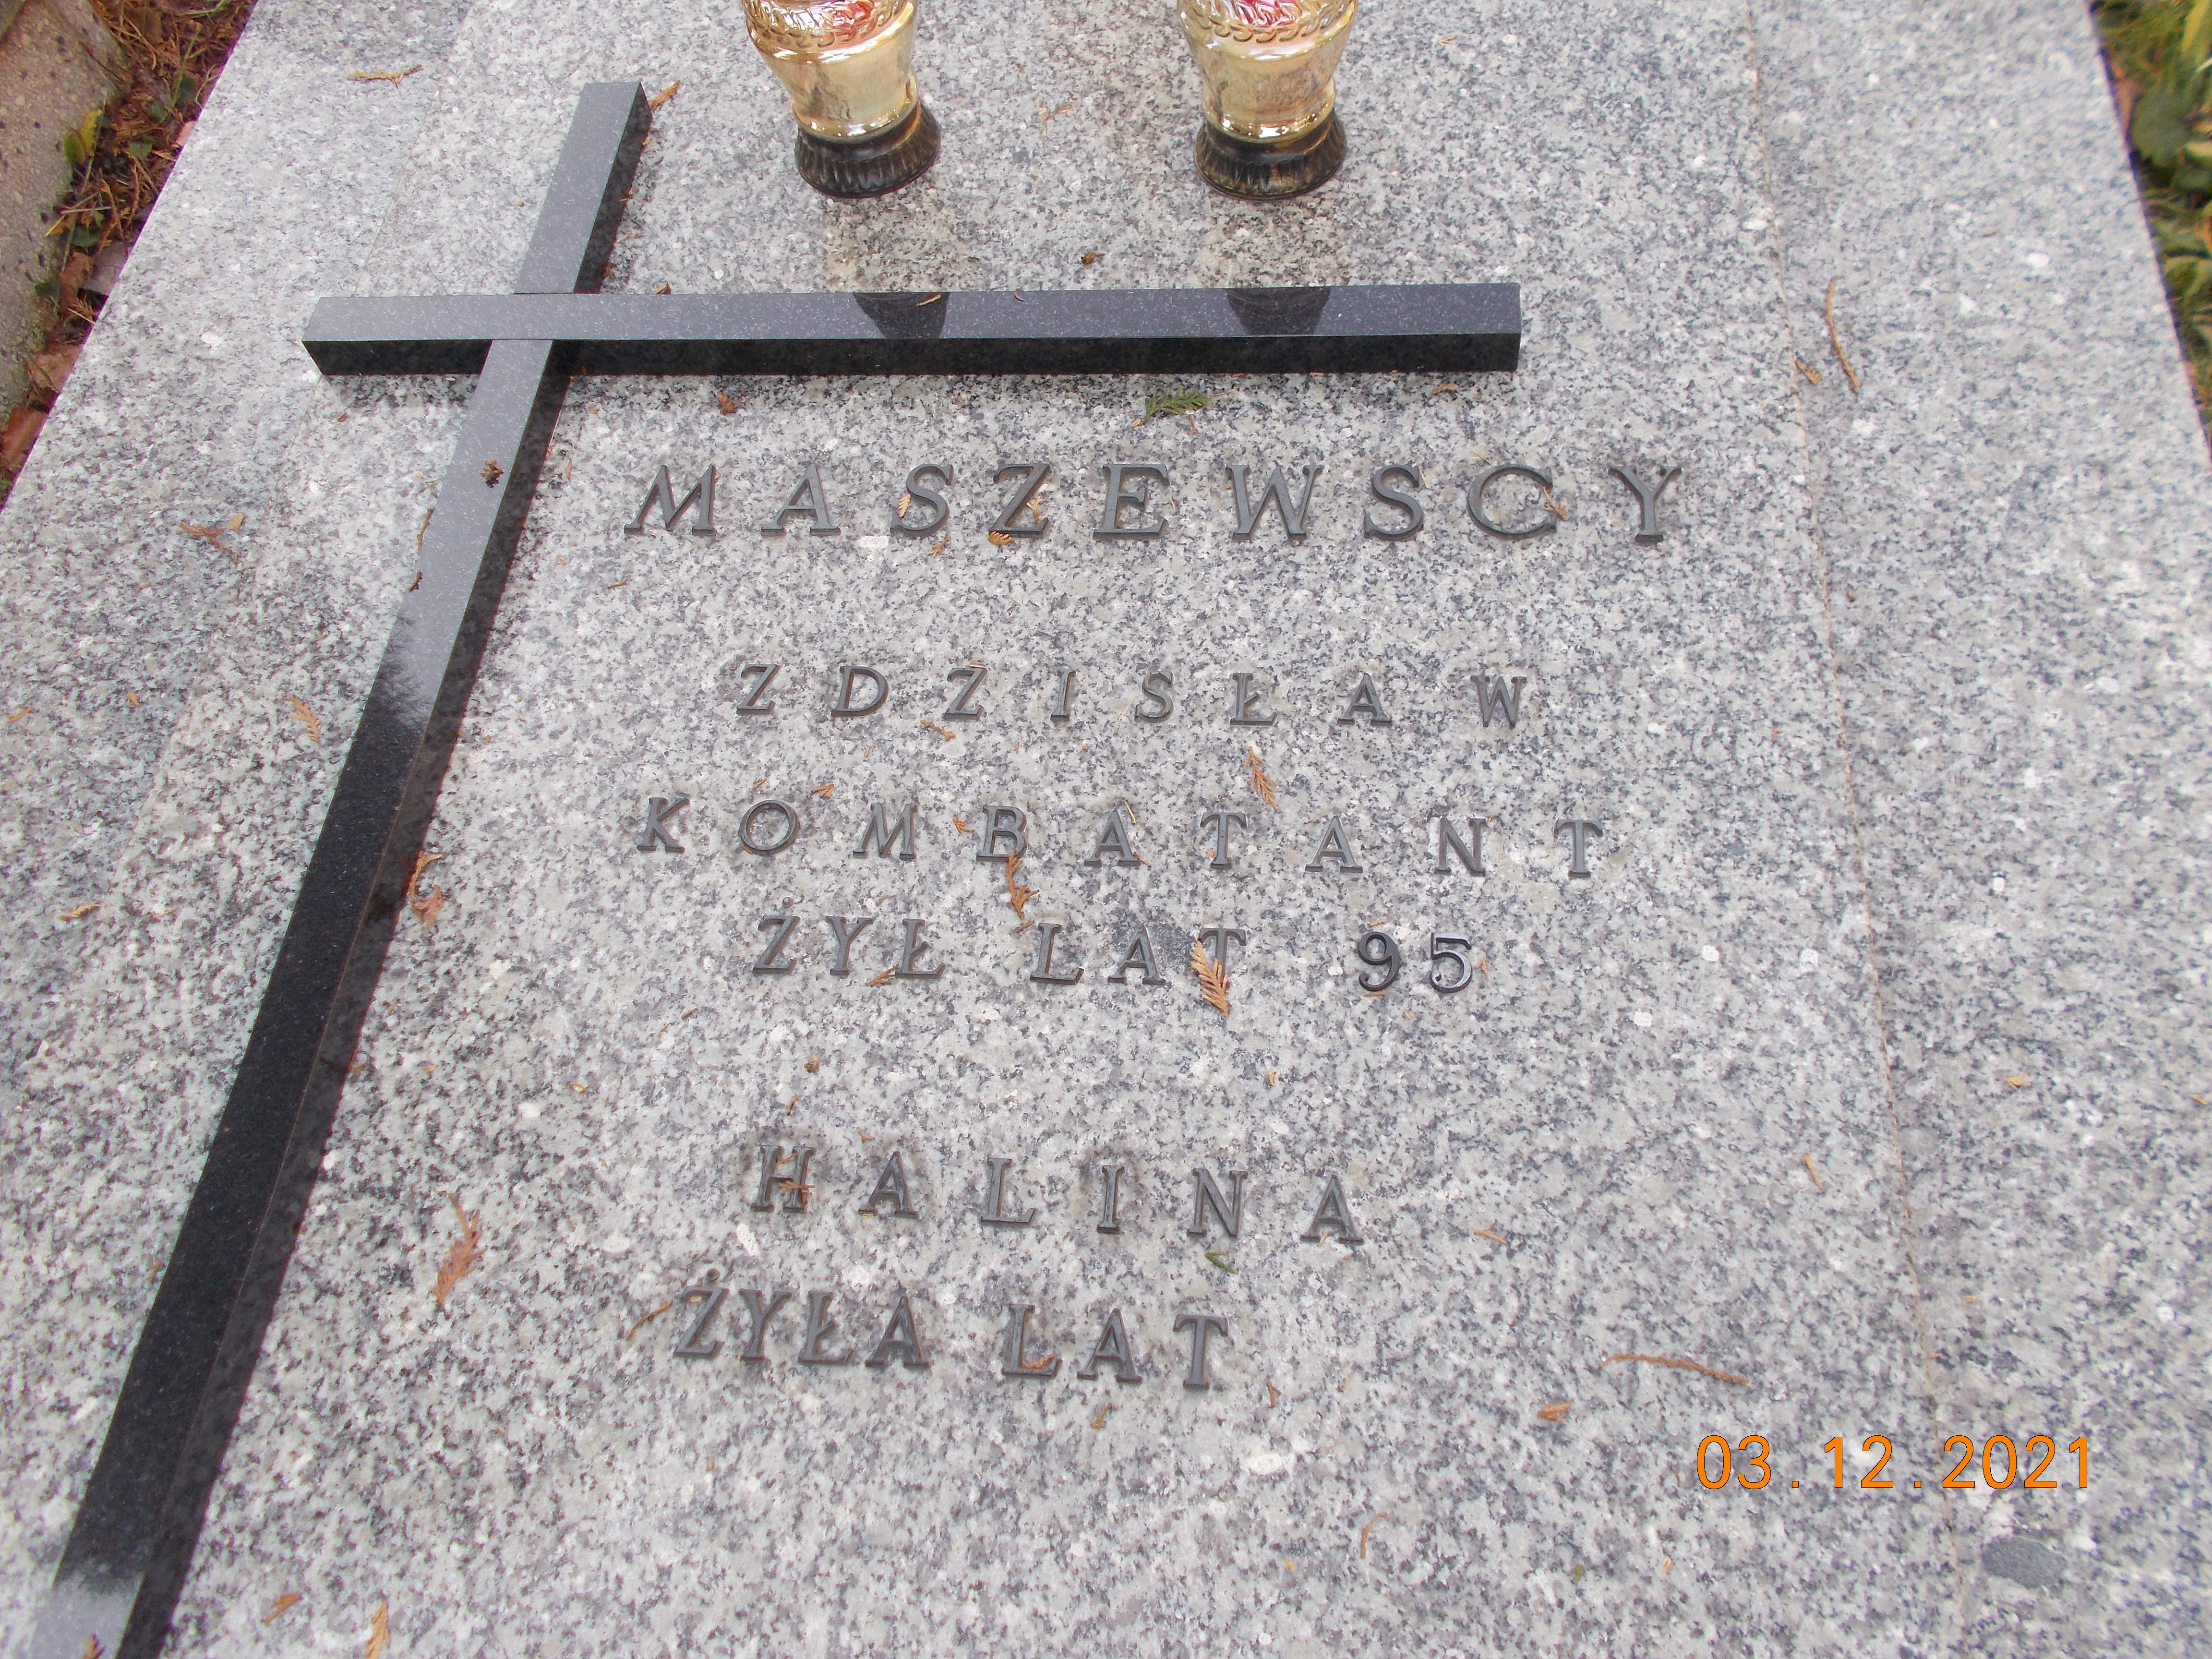 MASZEWSCY
ZDZISŁAW
KOMBATANT
ŻYŁ LAT 95
HALINA
ŻYŁA LAT
03.12.2021